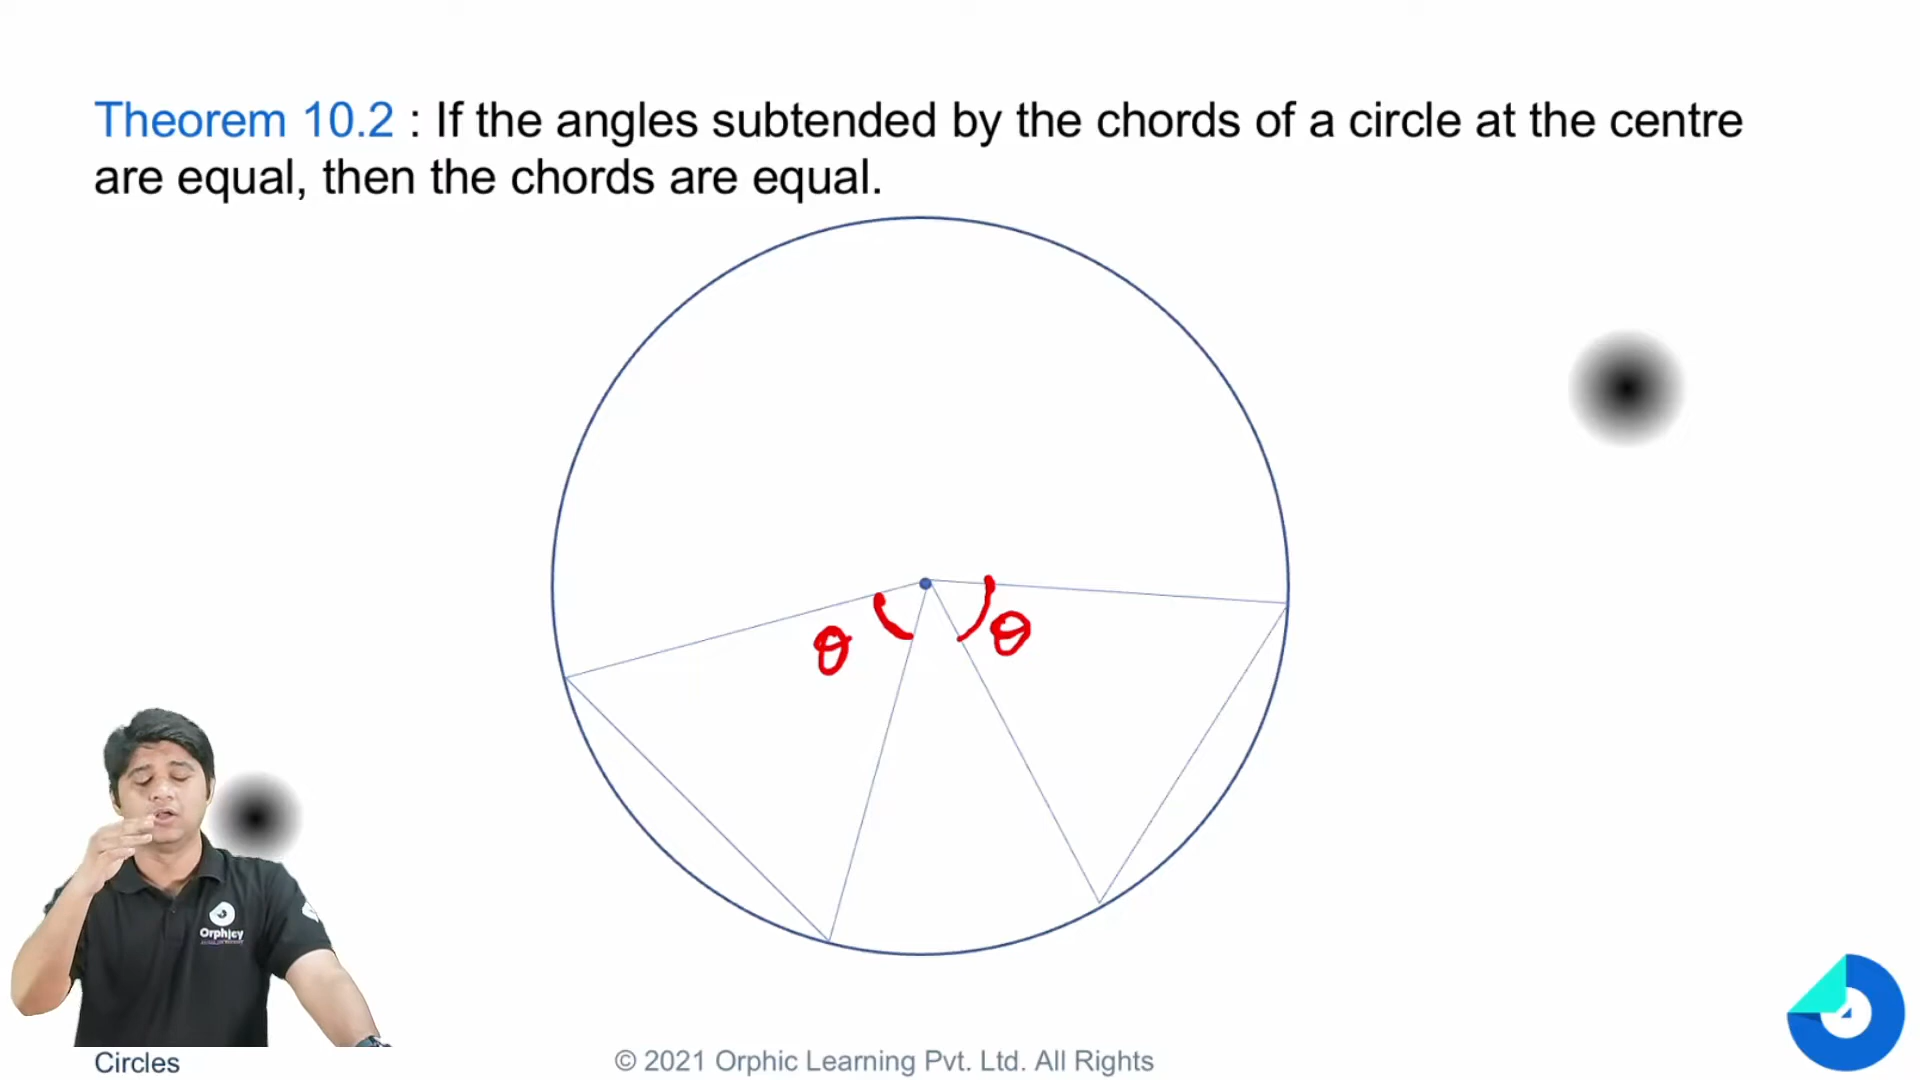 Theorem 10.2 : If the angles subtended by the chords of a circle at the centre
are equal, then the chords are equal.
θ
θ
Orphicy
Circles
© 2021 Orphic Learning Pvt. Ltd. All Rights